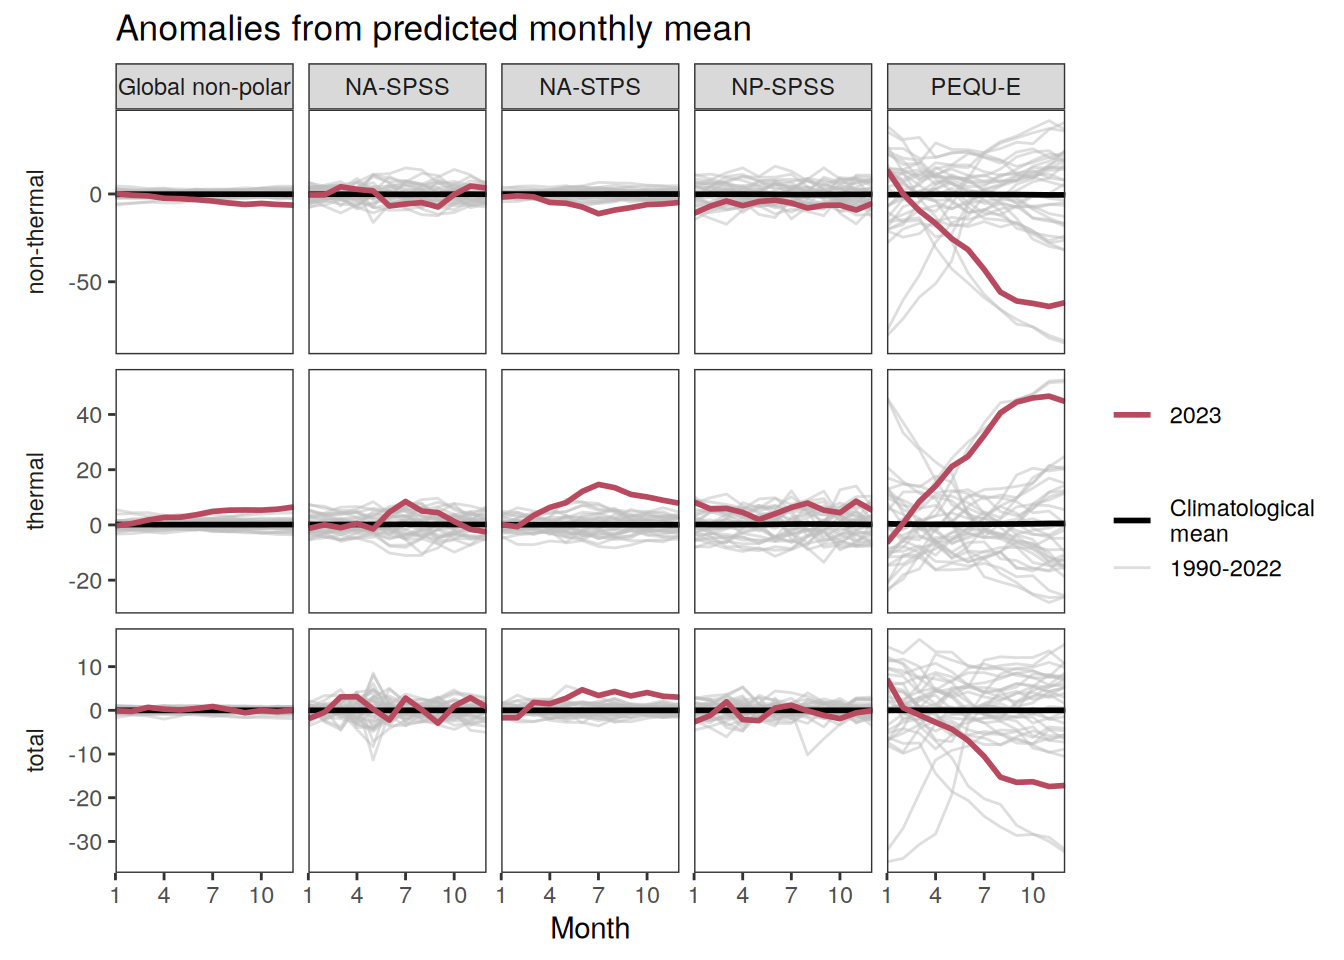 Anomalies from predicted monthly mean
Global non-polar NA-SPSS NA-STPS NP-SPSS PEQU-E
non-thermal
0
-50
thermal
40
20
0
-20
total
10
0
-10
-20
-30
1 4 7 10 1 4 7 10 1 4 7 10 1 4 7 10 1 4 7 10
Month
2023
Climatological
mean
1990-2022